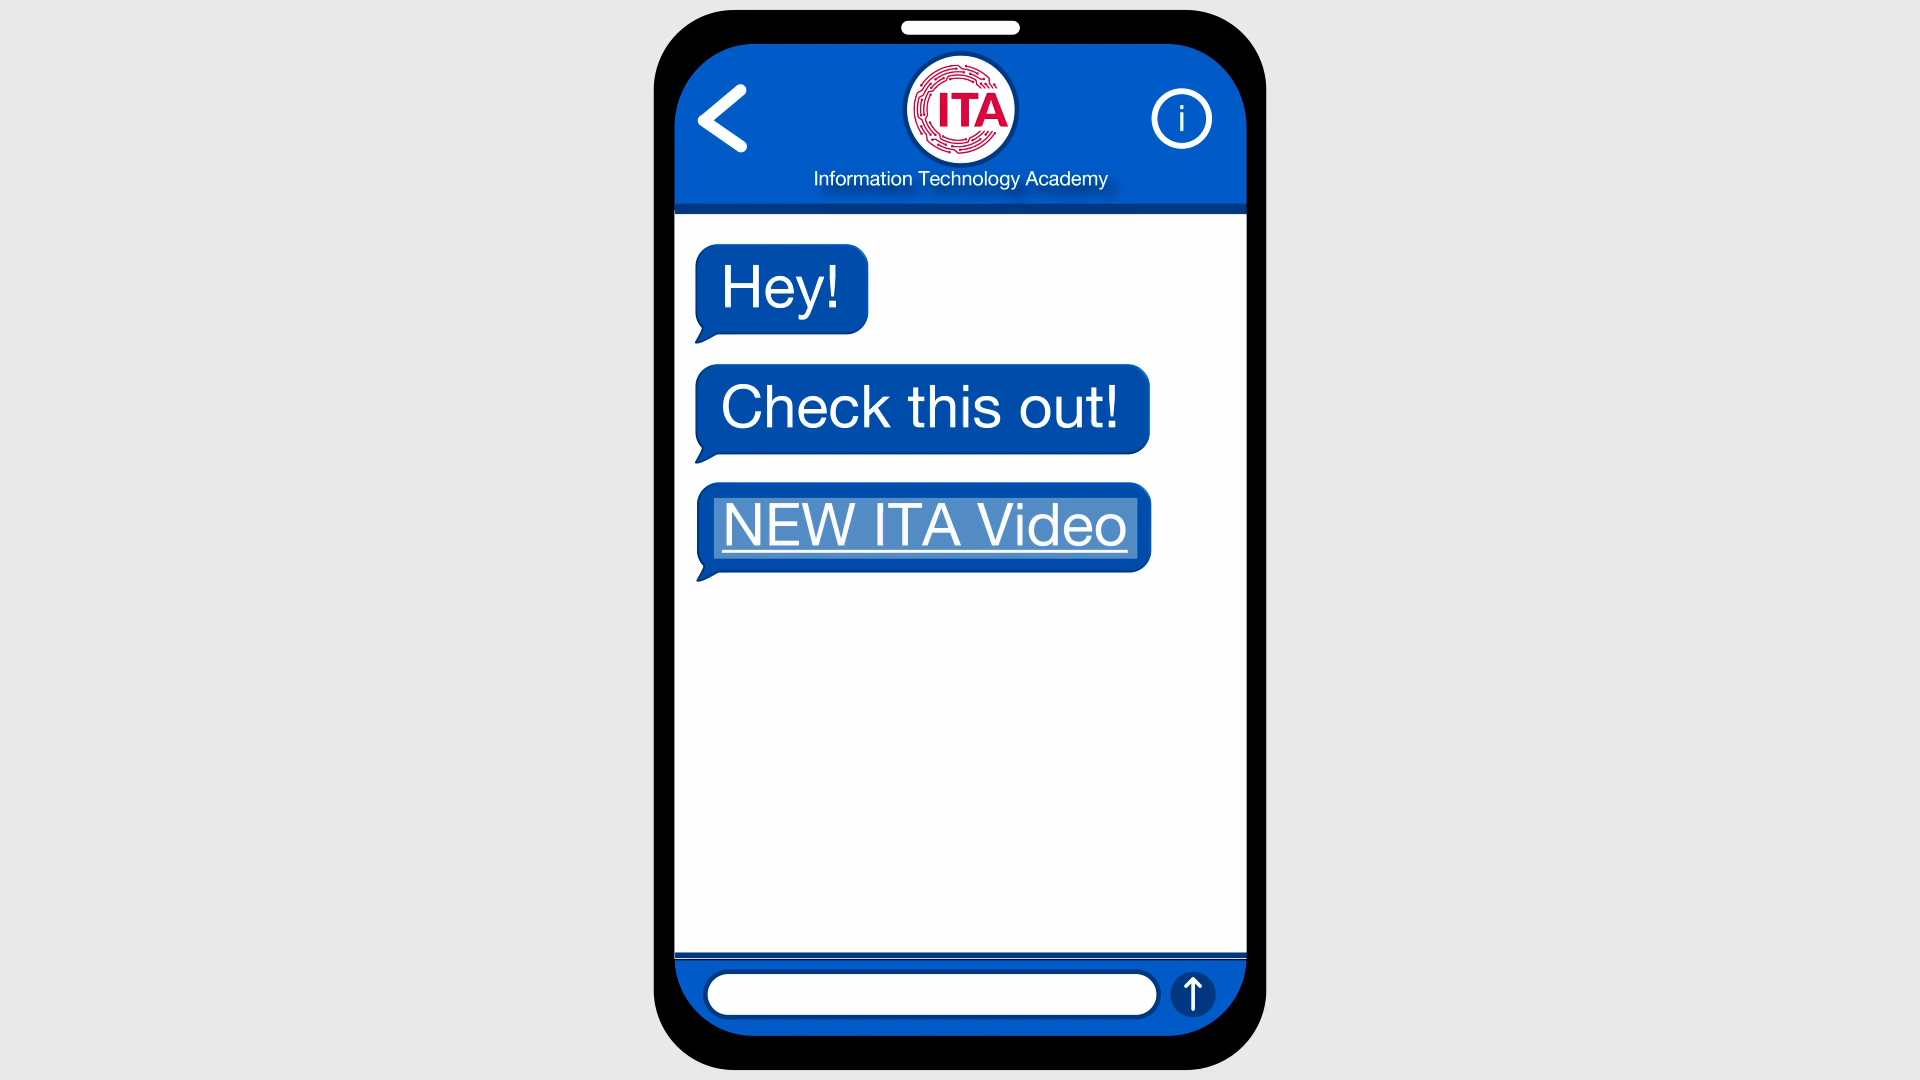 ITA
i
Information Technology Academy
Hey!
Check this out!
NEW ITA Video